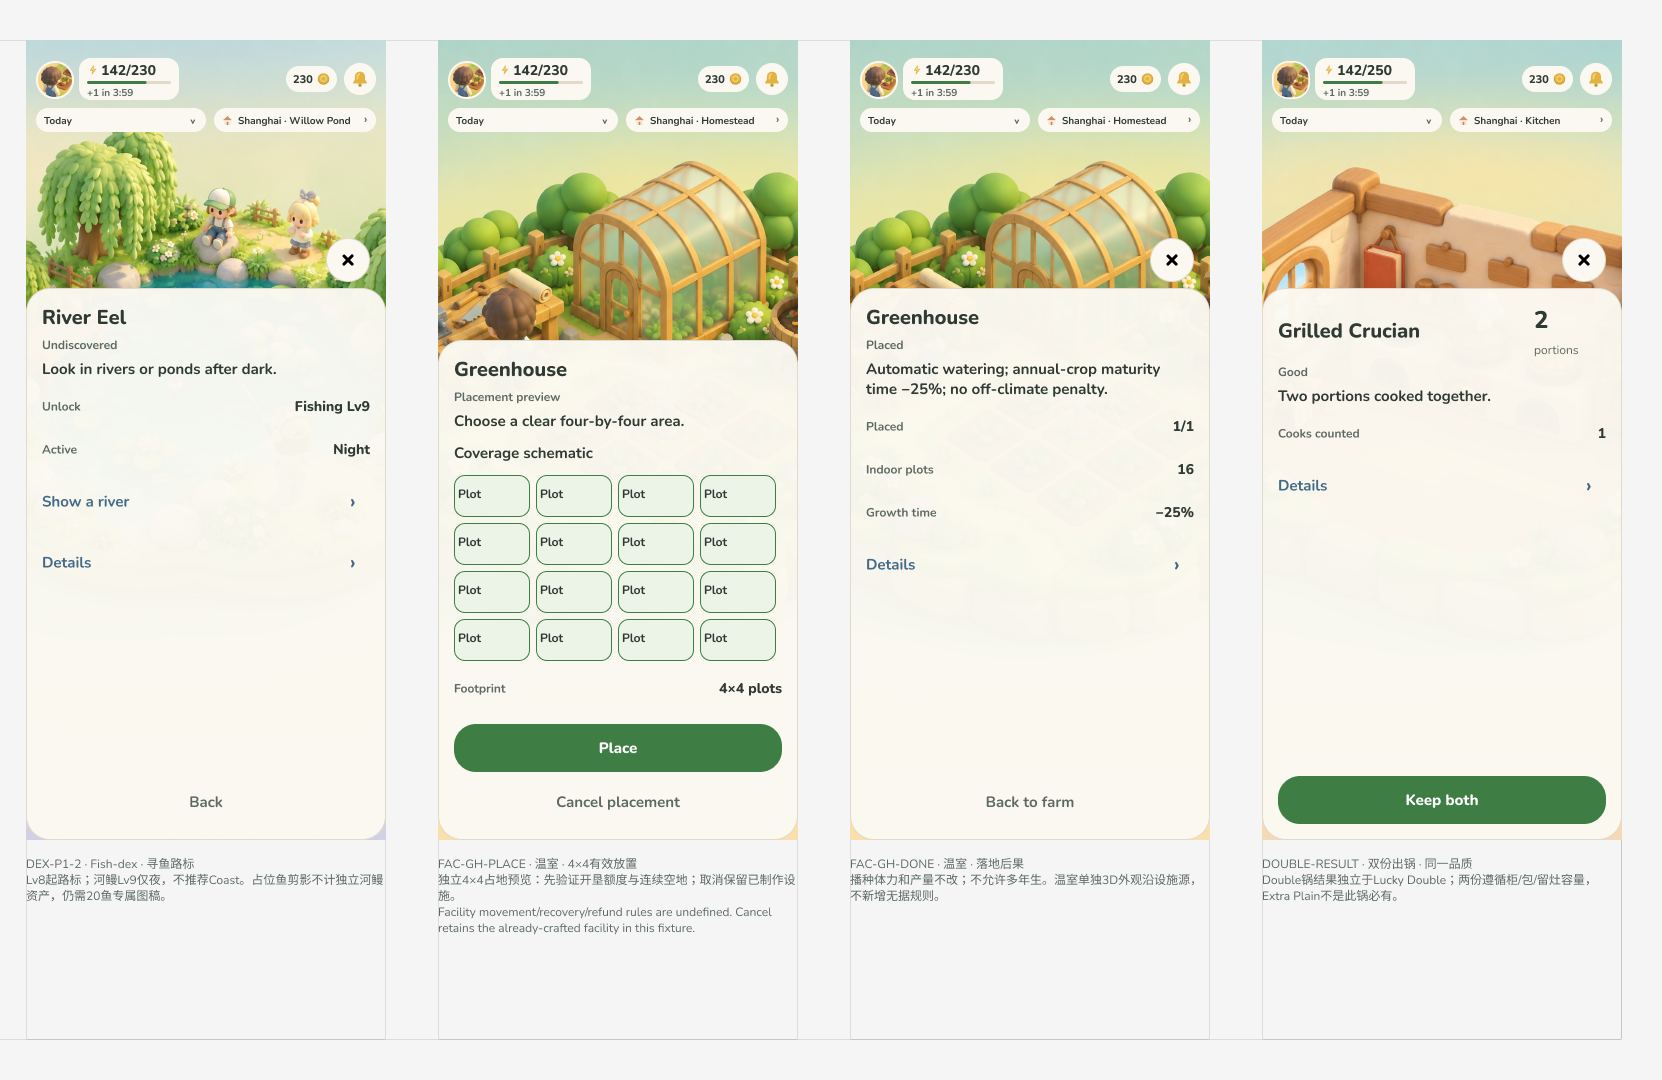 142/230
+1 in 3:59
230
Today
Shanghai · Willow Pond
River Eel
Undiscovered
Look in rivers or ponds after dark.
Unlock Fishing Lv9
Active Night
Show a river
Details
Back
DEX-P1-2 · Fish-dex · 寻鱼路标
Lv8起路标；河鳗Lv9仅夜，不推荐Coast。占位鱼剪影不计独立河鳗
资产，仍需20鱼专属图稿。
142/230
+1 in 3:59
230
Today
Shanghai · Homestead
Greenhouse
Placement preview
Choose a clear four-by-four area.
Coverage schematic
Plot Plot Plot Plot
Plot Plot Plot Plot
Plot Plot Plot Plot
Plot Plot Plot Plot
Footprint 4×4 plots
Place
Cancel placement
FAC-GH-PLACE · 温室 · 4×4有效放置
独立4×4占地预览：先验证开垦额度与连续空地；取消保留已制作设
施。
Facility movement/recovery/refund rules are undefined. Cancel
retains the already-crafted facility in this fixture.
142/230
+1 in 3:59
230
Today
Shanghai · Homestead
Greenhouse
Placed
Automatic watering; annual-crop maturity
time −25%; no off-climate penalty.
Placed 1/1
Indoor plots 16
Growth time −25%
Details
Back to farm
FAC-GH-DONE · 温室 · 落地后果
播种体力和产量不改；不允许多年生。温室单独3D外观沿设施源，
不新增无据规则。
142/250
+1 in 3:59
230
Today
Shanghai · Kitchen
Grilled Crucian
2
portions
Good
Two portions cooked together.
Cooks counted 1
Details
Keep both
DOUBLE-RESULT · 双份出锅 · 同一品质
Double锅结果独立于Lucky Double；两份遵循柜/包/留灶容量，
Extra Plain不是此锅必有。